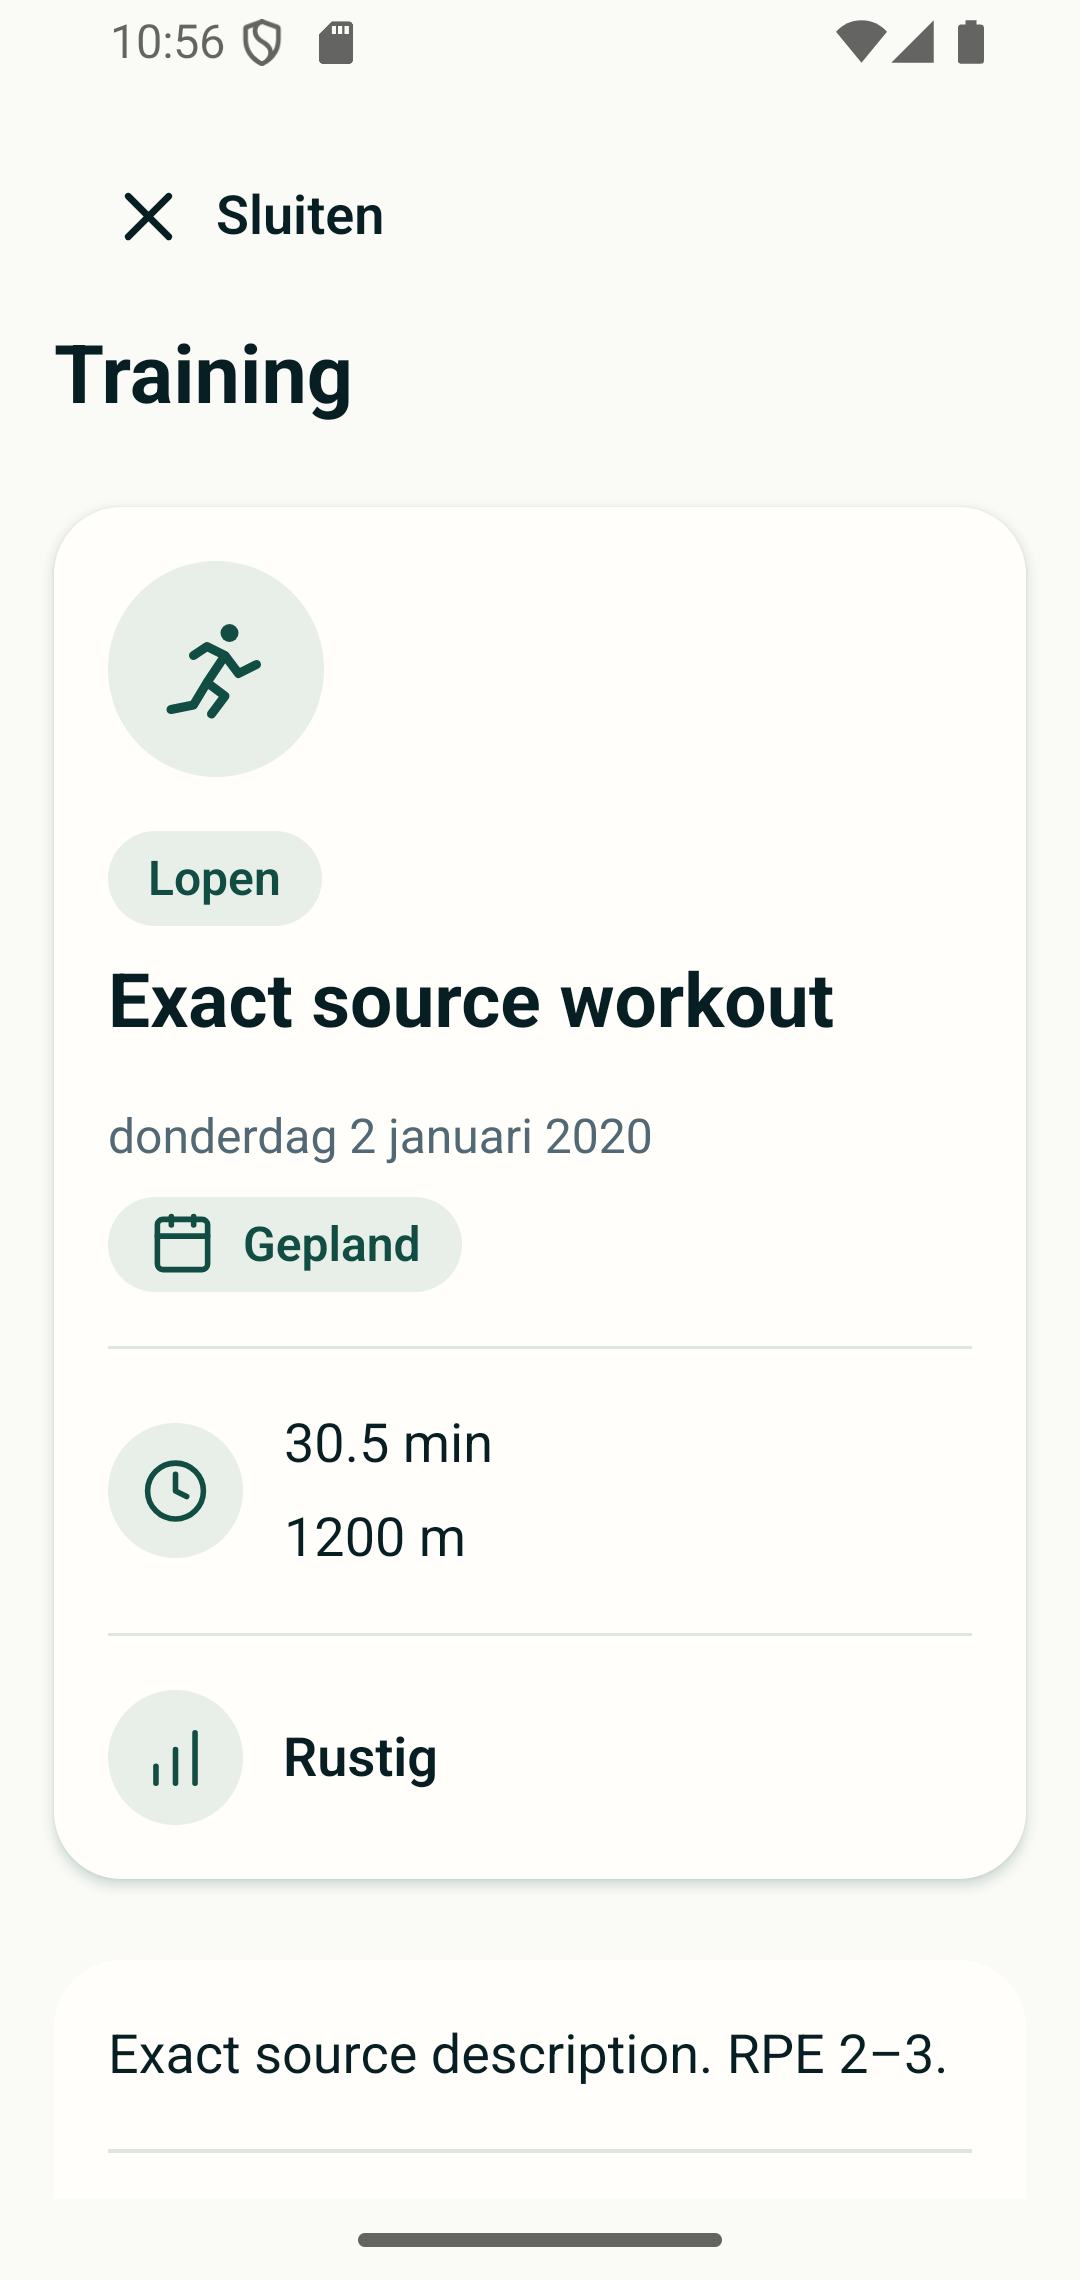 10:56
Sluiten
Training
Lopen
Exact source workout
donderdag 2 januari 2020
Gepland
30.5 min
1200 m
Rustig
Exact source description. RPE 2–3.